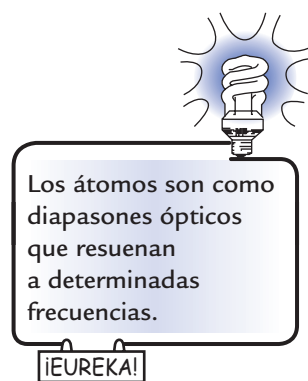 Los átomos son como
diapasones ópticos
que resuenan
a determinadas
frecuencias.
¡EUREKA!